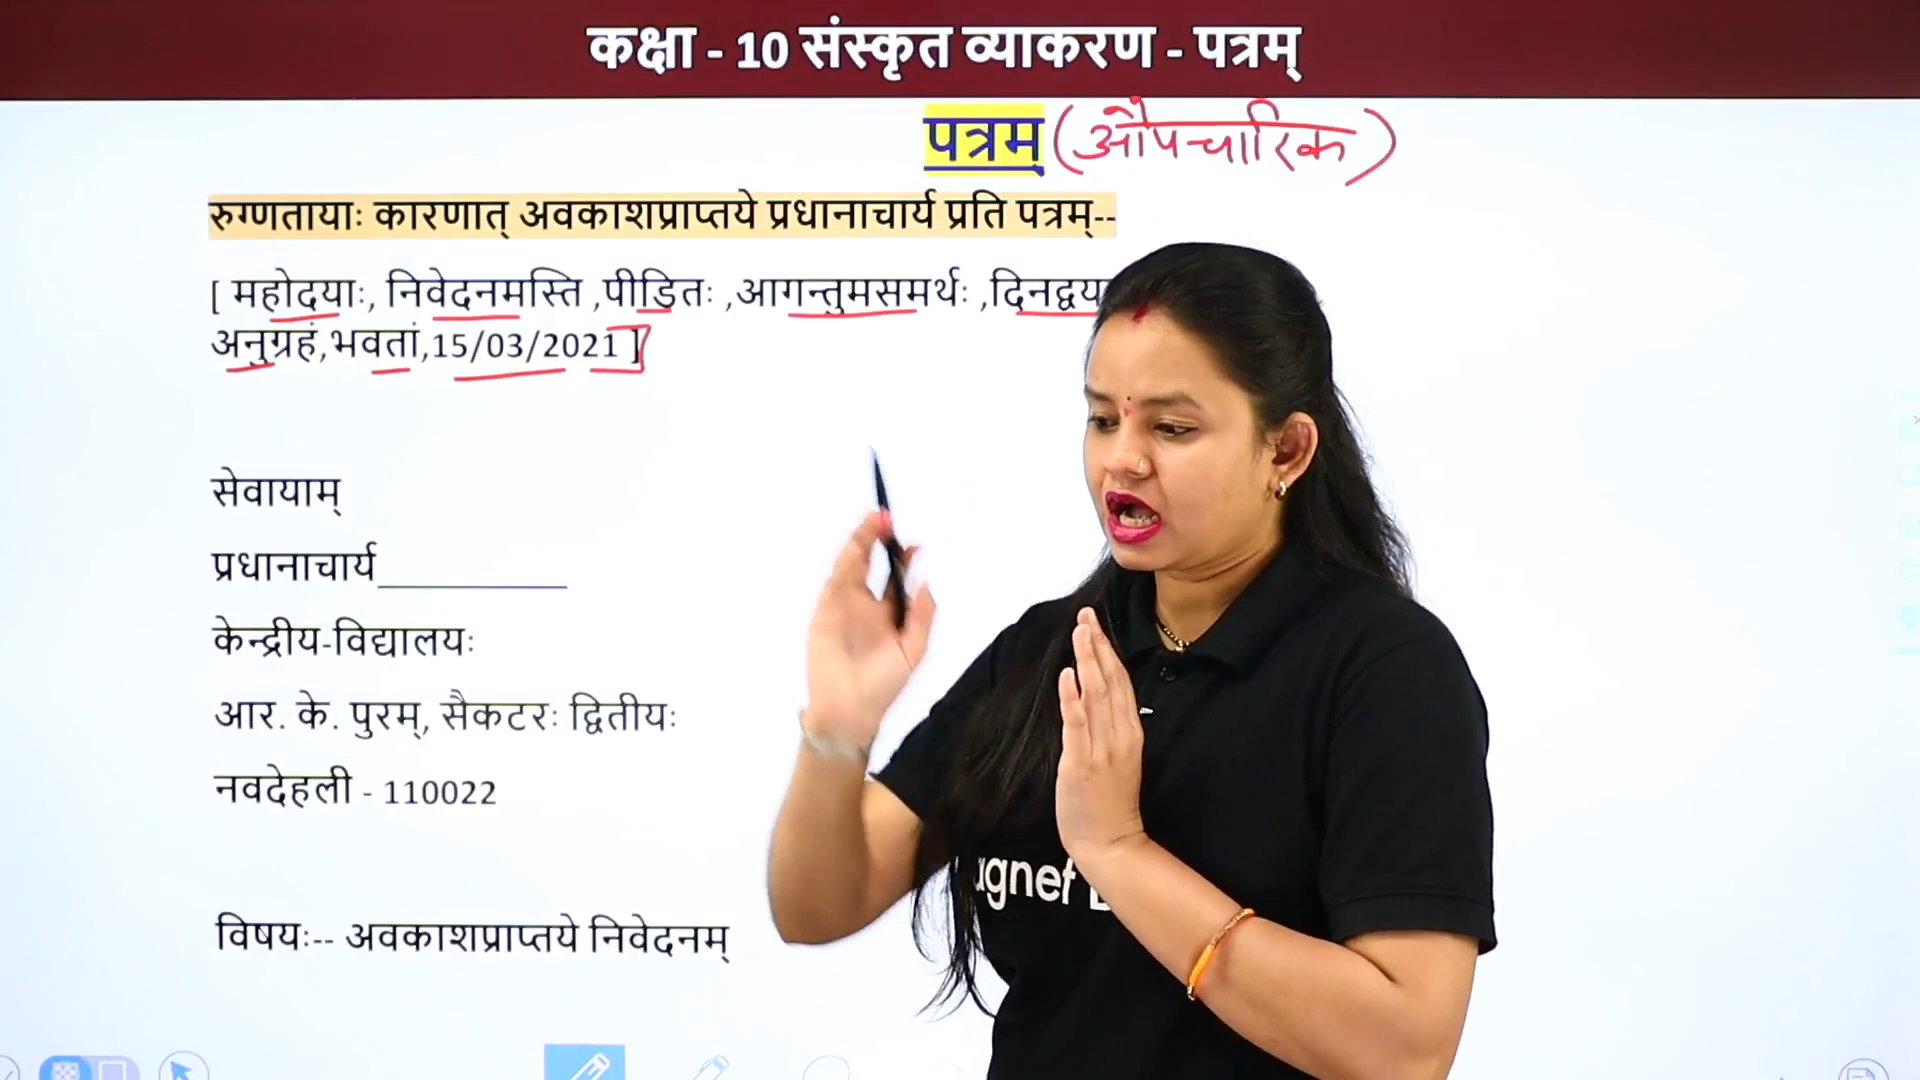 कक्षा - 10 संस्कृत व्याकरण - पत्रम्
पत्रम् (औपचारिक)
रुग्णतायाः कारणात् अवकाशप्राप्तये प्रधानाचार्य प्रति पत्रम्--
[ महोदयाः, निवेदनमस्ति ,पीडितः ,आगन्तुमसमर्थः ,दिनद्वय
अनुग्रहं,भवतां,15/03/2021 ]
सेवायाम्
प्रधानाचार्य__________
केन्द्रीय-विद्यालयः
आर. के. पुरम्, सैकटरः द्वितीयः
नवदेहली - 110022
विषयः-- अवकाशप्राप्तये निवेदनम्